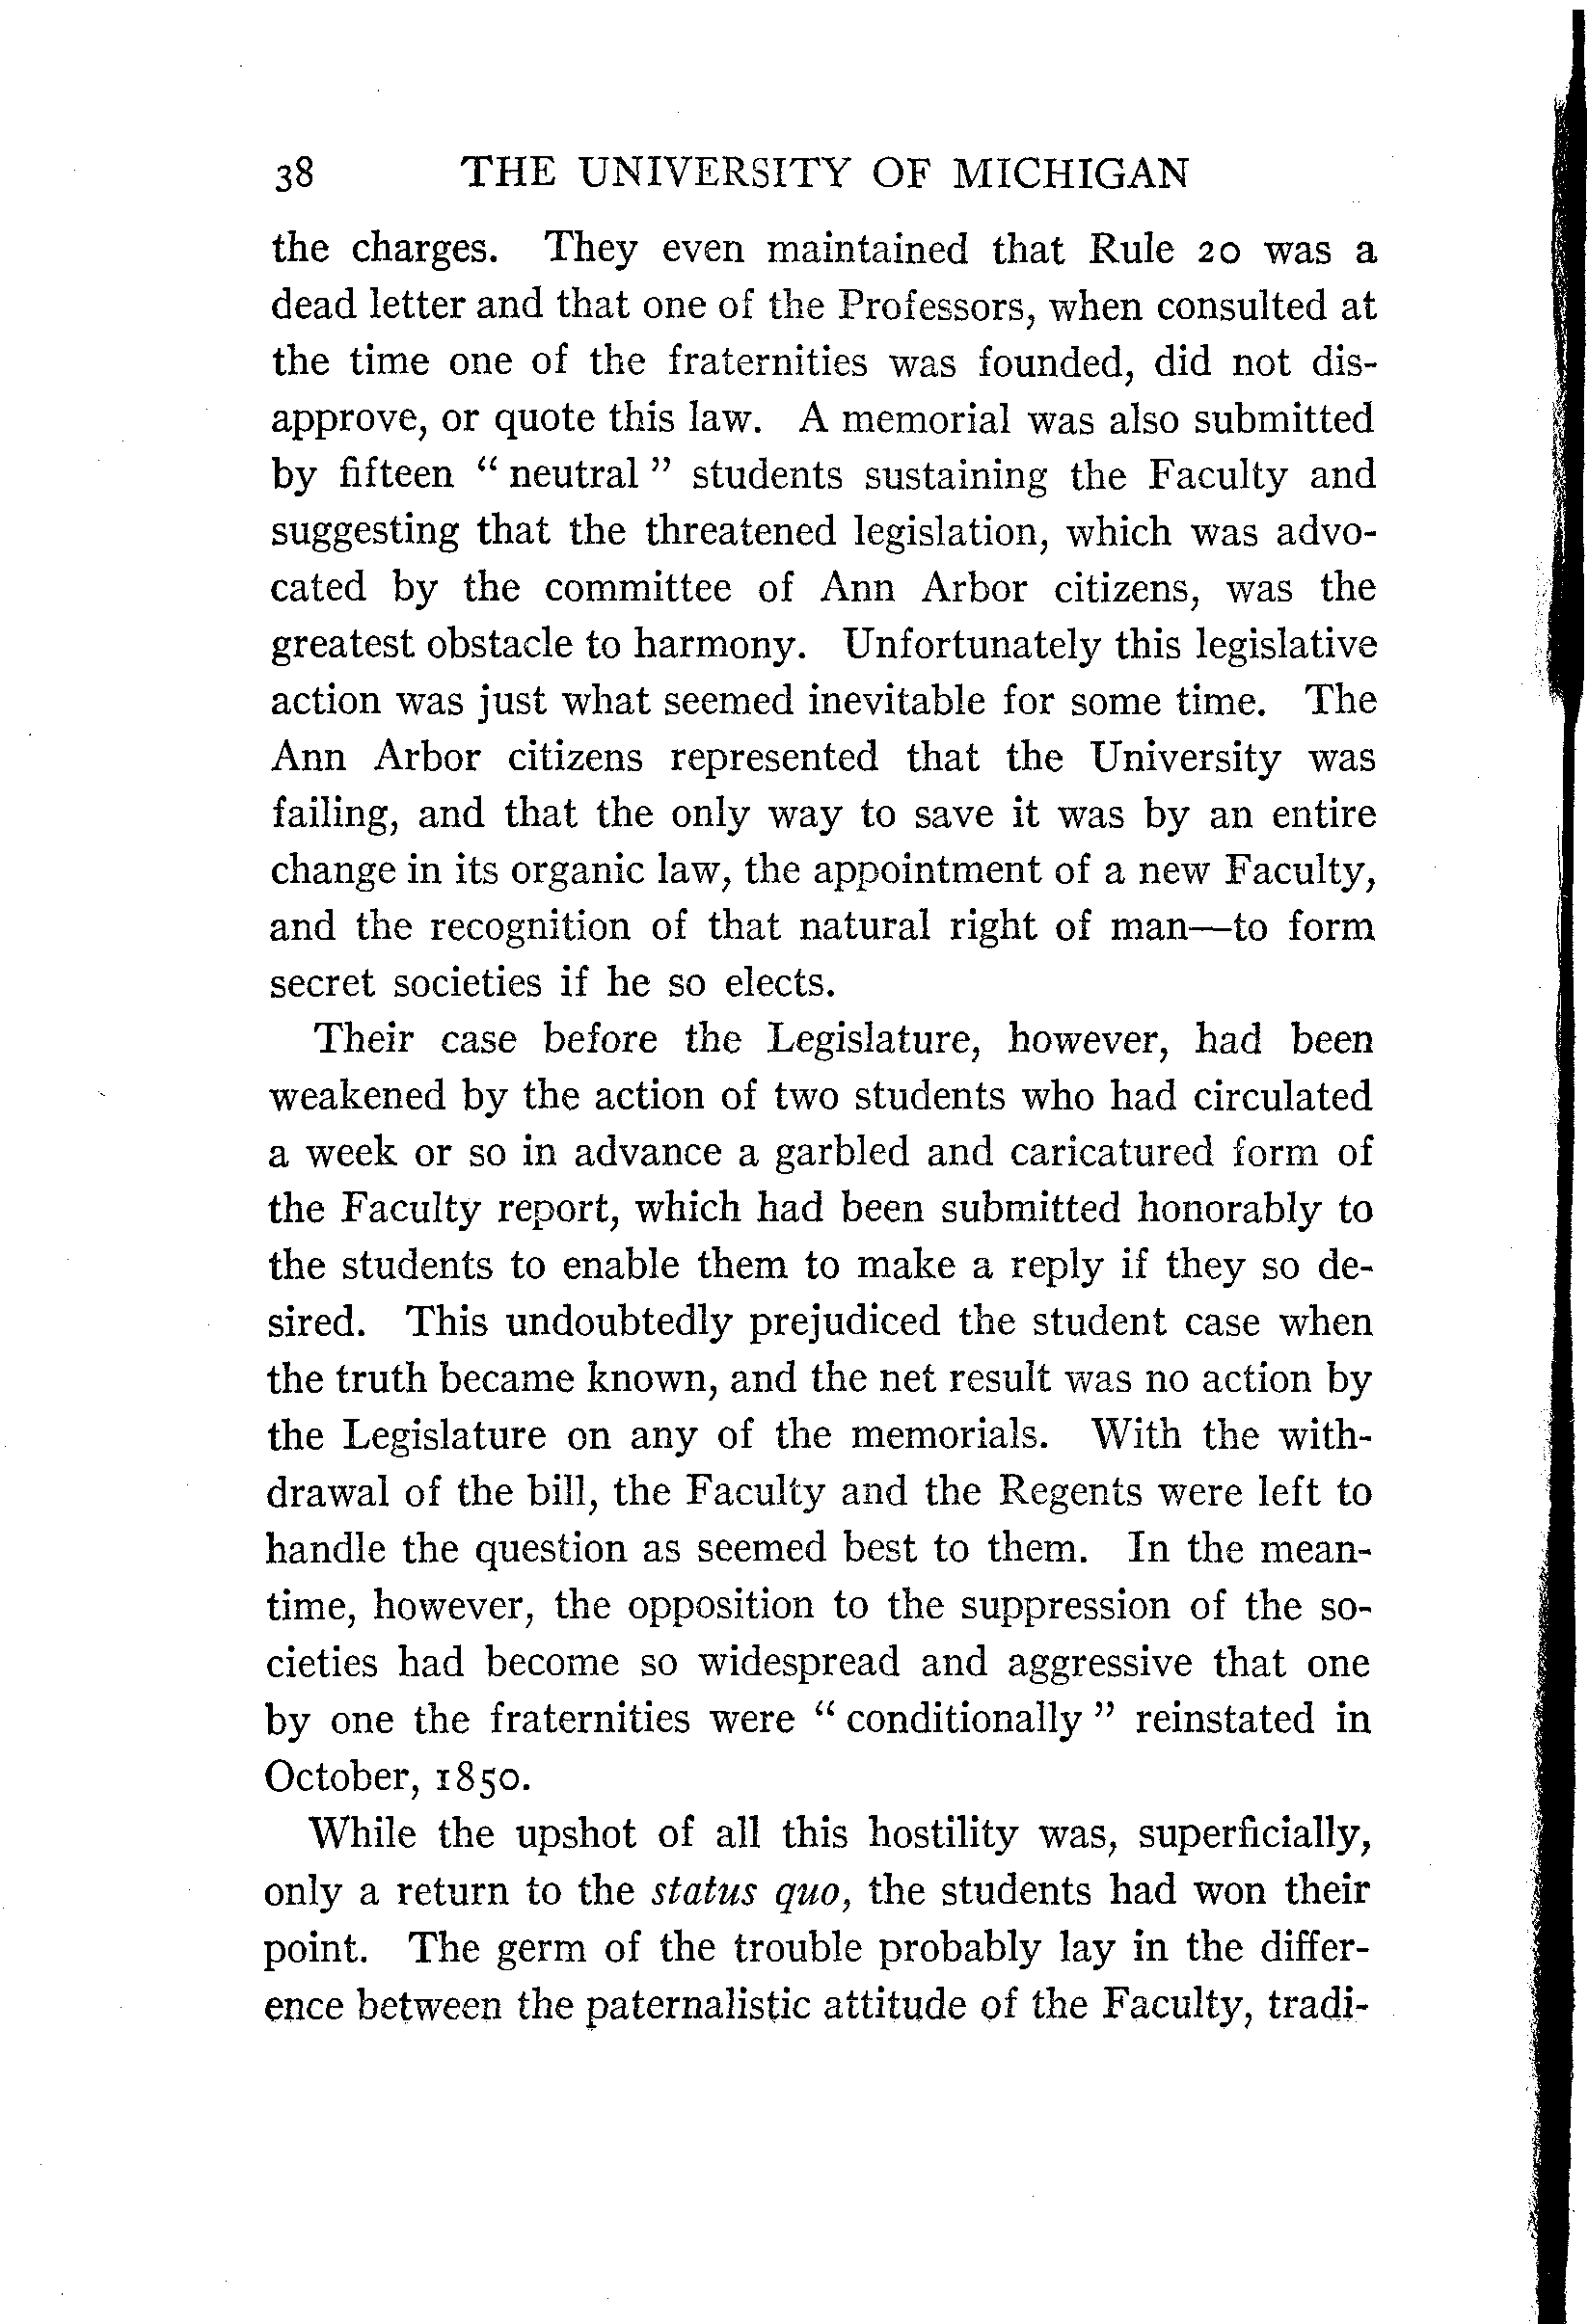 38 THE UNIVERSITY OF MICHIGAN
the charges. They even maintained that Rule 20 was a
dead letter and that one of the Professors, when consulted at
the time one of the fraternities was founded, did not dis-
approve, or quote this law. A memorial was also submitted
by fifteen " neutral " students sustaining the Faculty and
suggesting that the threatened legislation, which was advo-
cated by the committee of Ann Arbor citizens, was the
greatest obstacle to harmony. Unfortunately this legislative
action was just what seemed inevitable for some time. The
Ann Arbor citizens represented that the University was
failing, and that the only way to save it was by an entire
change in its organic law, the appointment of a new Faculty,
and the recognition of that natural right of man—to form
secret societies if he so elects.
Their case before the Legislature, however, had been
weakened by the action of two students who had circulated
a week or so in advance a garbled and caricatured form of
the Faculty report, which had been submitted honorably to
the students to enable them to make a reply if they so de-
sired. This undoubtedly prejudiced the student case when
the truth became known, and the net result was no action by
the Legislature on any of the memorials. With the with-
drawal of the bill, the Faculty and the Regents were left to
handle the question as seemed best to them. In the mean-
time, however, the opposition to the suppression of the so-
cieties had become so widespread and aggressive that one
by one the fraternities were " conditionally " reinstated in
October, 1850.
While the upshot of all this hostility was, superficially,
only a return to the status quo, the students had won their
point. The germ of the trouble probably lay in the differ-
ence between the paternalistic attitude of the Faculty, tradi-